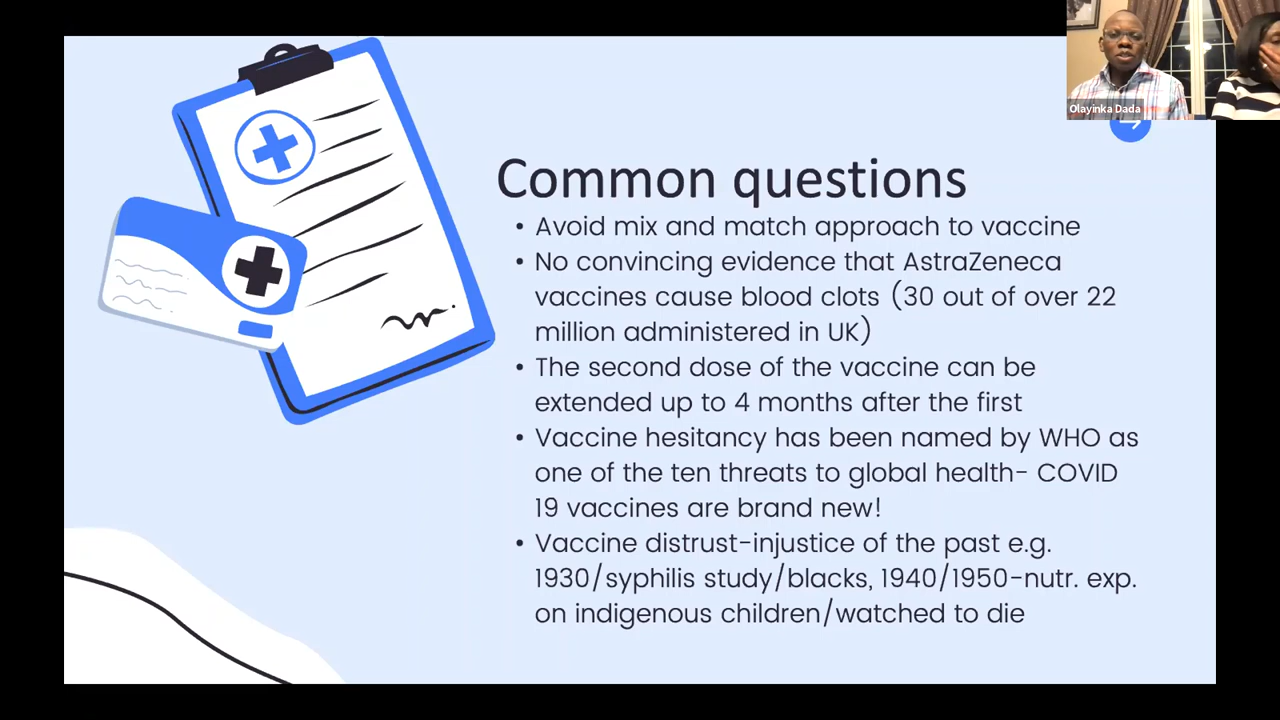 Olayinka Dada
Common questions
• Avoid mix and match approach to vaccine
• No convincing evidence that AstraZeneca
vaccines cause blood clots (30 out of over 22
million administered in UK)
• The second dose of the vaccine can be
extended up to 4 months after the first
• Vaccine hesitancy has been named by WHO as
one of the ten threats to global health- COVID
19 vaccines are brand new!
• Vaccine distrust-injustice of the past e.g.
1930/syphilis study/blacks, 1940/1950-nutr. exp.
on indigenous children/watched to die